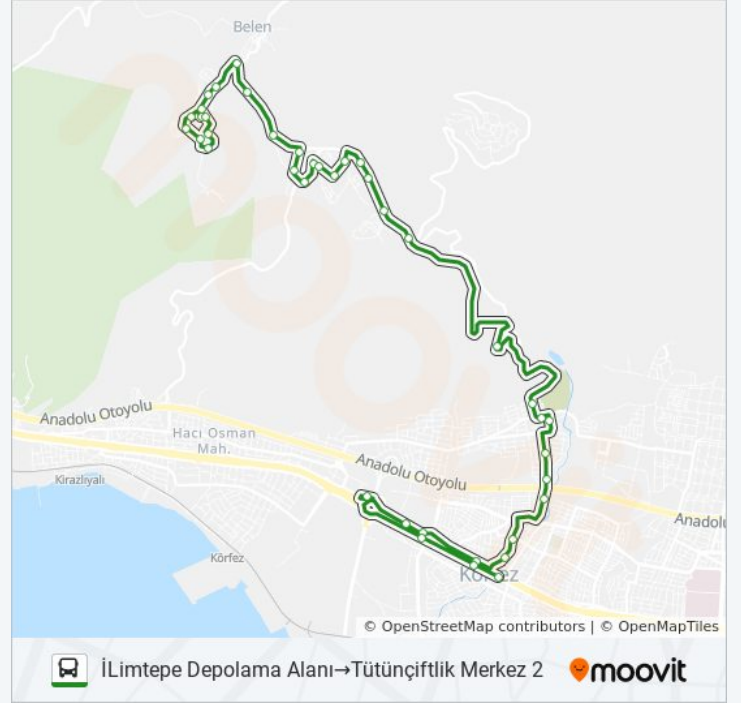 Belen
Anadolu Otoyolu
Hacı Osman
Mah.
Anadolu Otoyolu
Kirazlıyalı
Anadolu
Körfez
Körfez
© OpenStreetMap contributors | © OpenMapTiles
İLimtepe Depolama Alanı→Tütünçiftlik Merkez 2
moovit